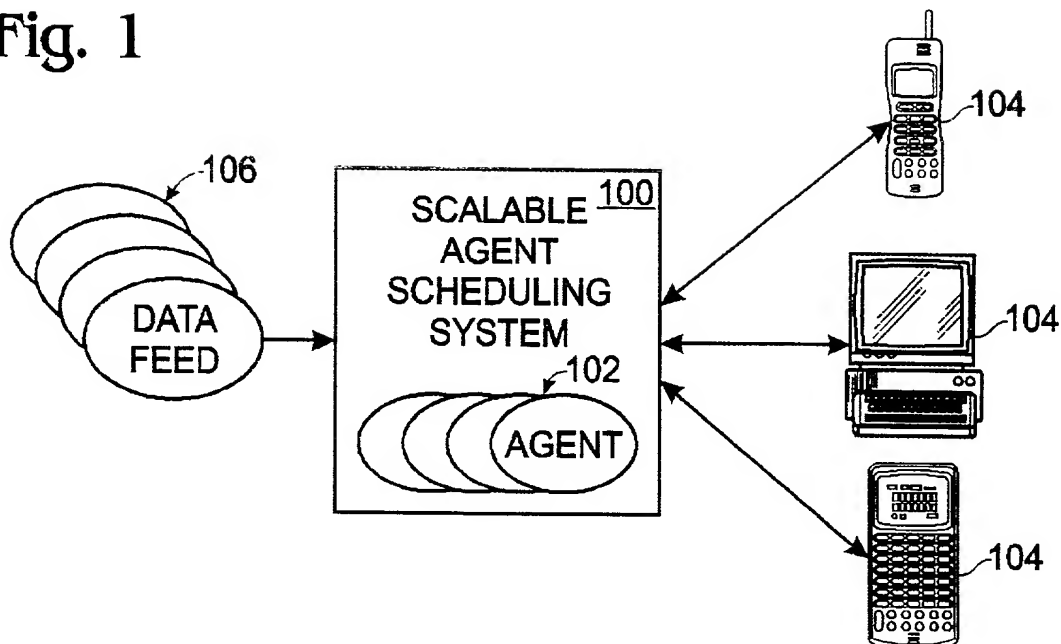 Fig. 1
106
DATA
FEED
SCALABLE 100
AGENT
SCHEDULING
SYSTEM
102
AGENT
104
104
104